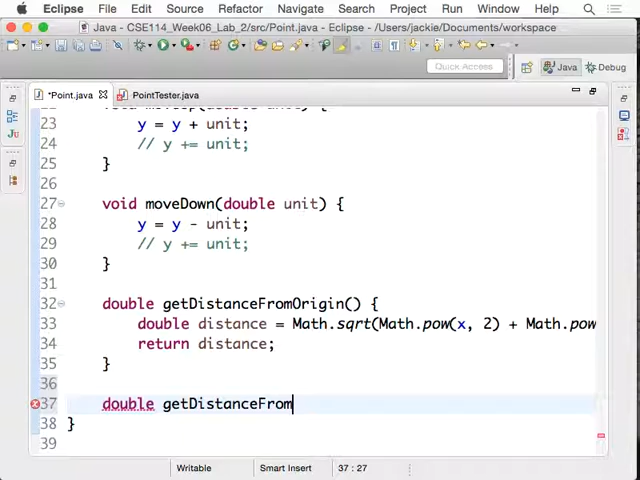 Eclipse File Edit Source Refactor Navigate Search Project Run Window
Java - CSE114_Week06_Lab_2/src/Point.java - Eclipse - /Users/jackie/Documents/workspace
Quick Access
Java
Debug
*Point.java
PointTester.java
23 y = y + unit;
24 // y += unit;
25 }
26
27 void moveDown(double unit) {
28 y = y - unit;
29 // y += unit;
30 }
31
32 double getDistanceFromOrigin() {
33 double distance = Math.sqrt(Math.pow(x, 2) + Math.pow
34 return distance;
35 }
36
37 double getDistanceFrom
38 }
39
Writable
Smart Insert
37 : 27